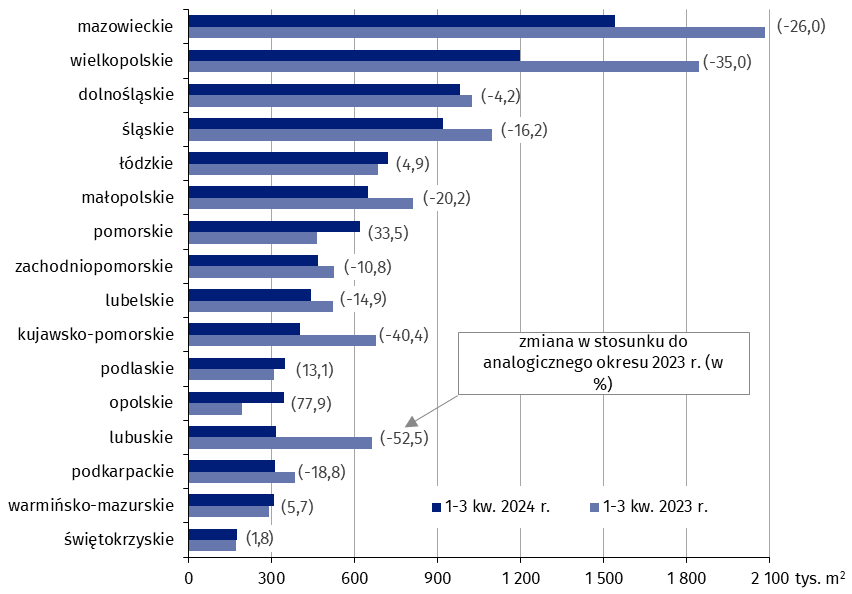 mazowieckie (-26,0)
wielkopolskie (-35,0)
dolnośląskie (-4,2)
śląskie (-16,2)
łódzkie (4,9)
małopolskie (-20,2)
pomorskie (33,5)
zachodniopomorskie (-10,8)
lubelskie (-14,9)
kujawsko-pomorskie (-40,4)
zmiana w stosunku do
analogicznego okresu 2023 r. (w
%)
podlaskie (13,1)
opolskie (77,9)
lubuskie (-52,5)
podkarpackie (-18,8)
warmińsko-mazurskie (5,7)
1-3 kw. 2024 r. 1-3 kw. 2023 r.
świętokrzyskie (1,8)
0 300 600 900 1 200 1 500 1 800 2 100 tys. m²